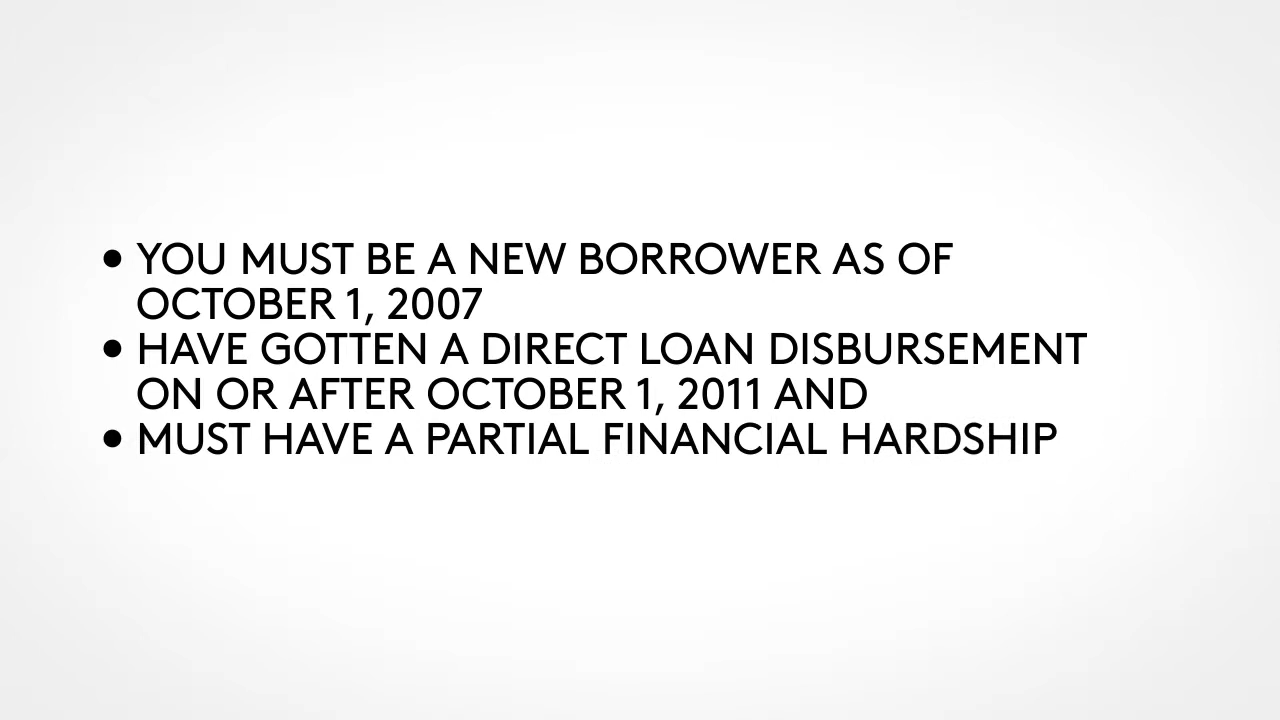 • YOU MUST BE A NEW BORROWER AS OF
OCTOBER 1, 2007
• HAVE GOTTEN A DIRECT LOAN DISBURSEMENT
ON OR AFTER OCTOBER 1, 2011 AND
• MUST HAVE A PARTIAL FINANCIAL HARDSHIP